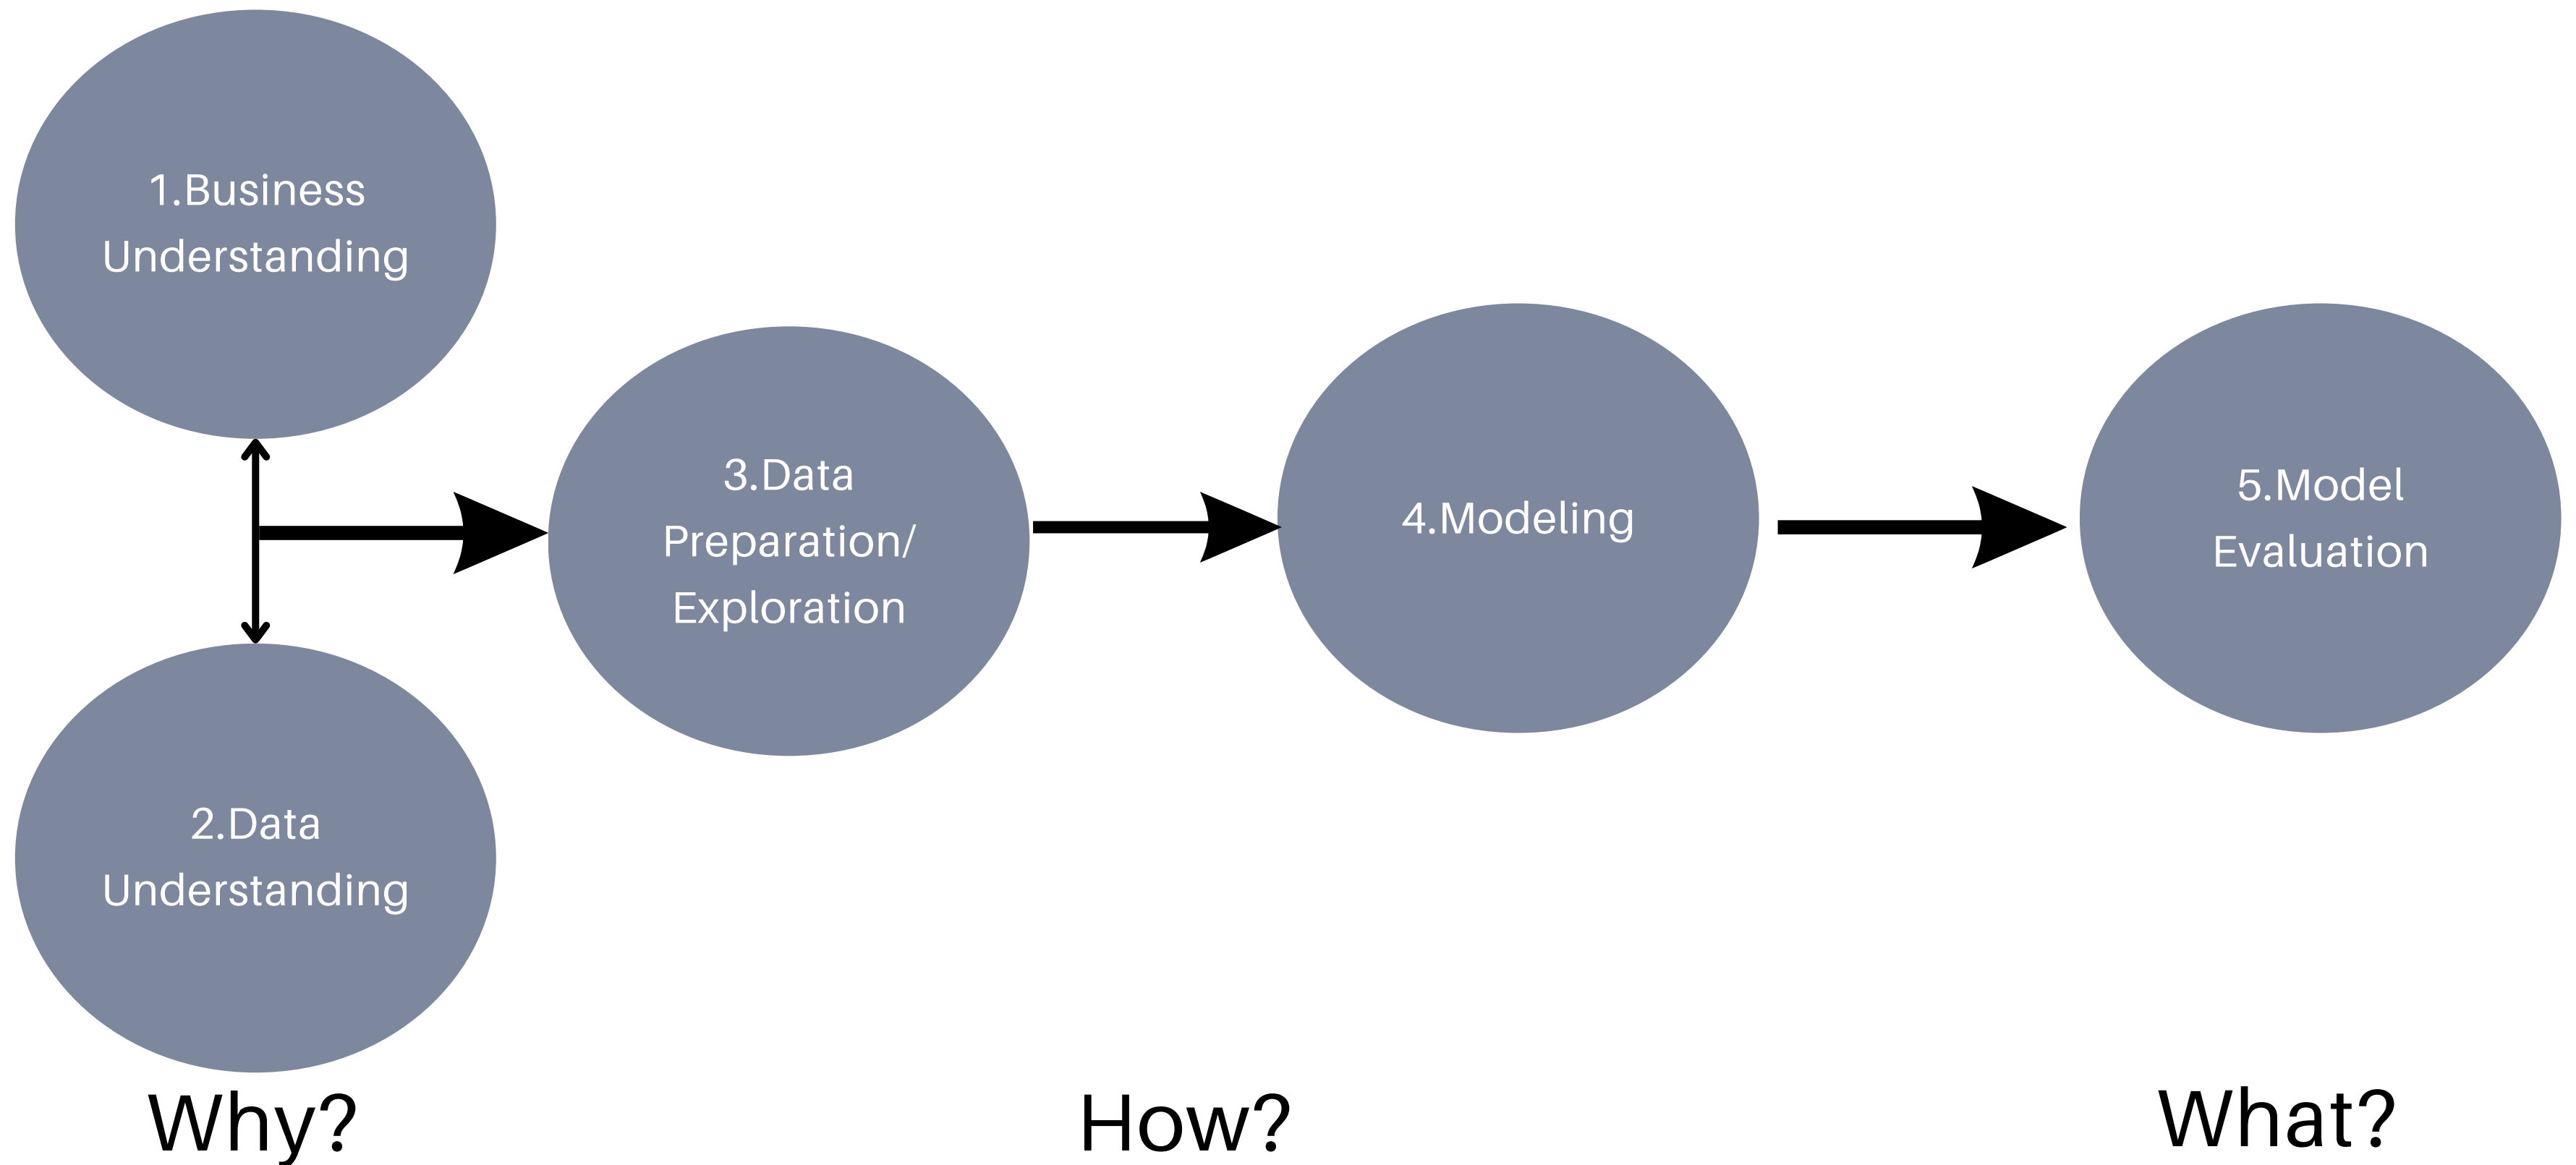 1.Business
Understanding
2.Data
Understanding
3.Data
Preparation/
Exploration
4.Modeling
5.Model
Evaluation
Why?
How?
What?